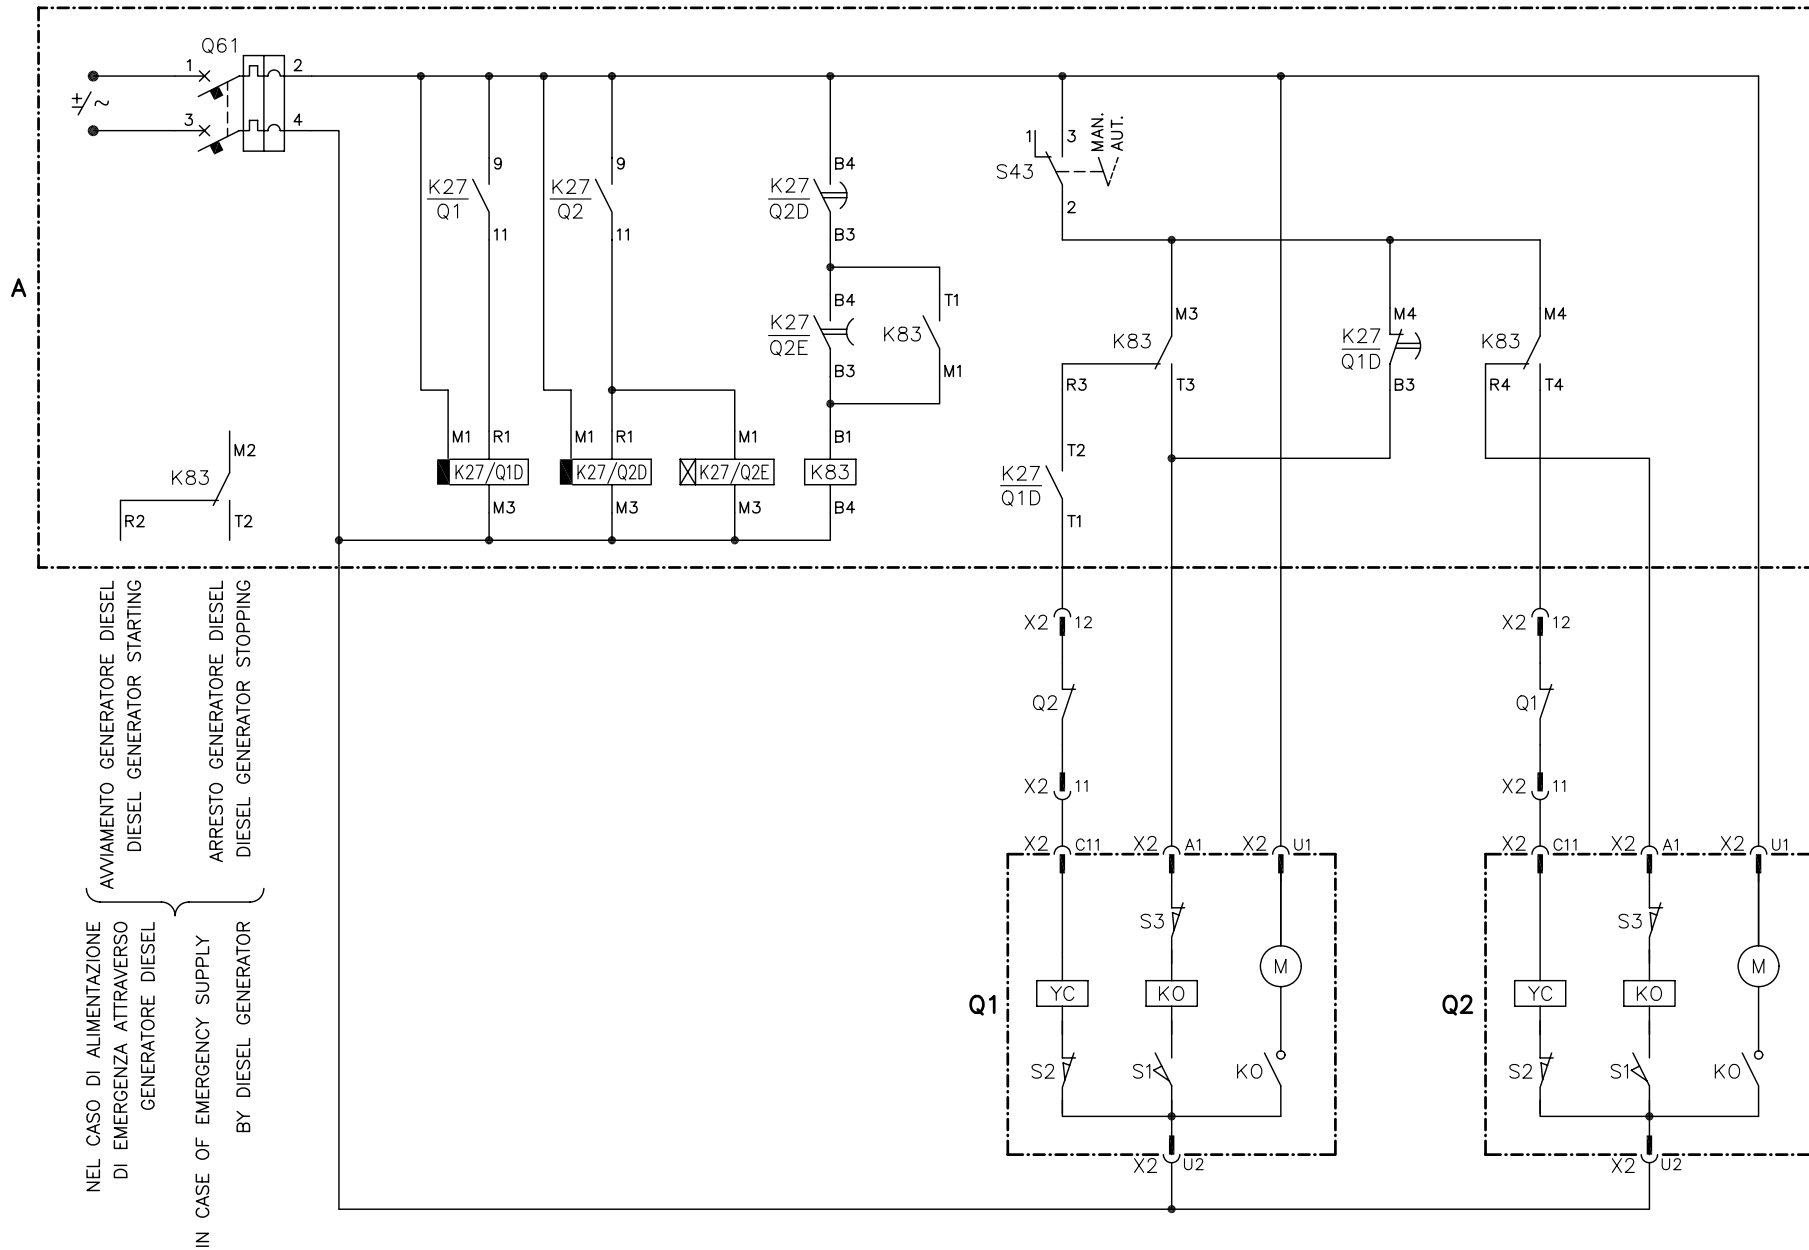 Q61
1
2
+/~
3
4
A
9
K27
Q1
11
9
K27
Q2
11
B4
K27
Q2D
B3
B4
K27
Q2E
B3
T1
K83
M1
1
3
MAN.
AUT.
S43
2
M3
K83
R3
T3
M4
K27
Q1D
B3
M4
K83
R4
T4
M2
K83
R2
T2
M1
R1
K27/Q1D
M3
M1
R1
K27/Q2D
M3
M1
K27/Q2E
M3
B1
K83
B4
T2
K27
Q1D
T1
AVVIAMENTO GENERATORE DIESEL
DIESEL GENERATOR STARTING
ARRESTO GENERATORE DIESEL
DIESEL GENERATOR STOPPING
NEL CASO DI ALIMENTAZIONE
DI EMERGENZA ATTRAVERSO
GENERATORE DIESEL
IN CASE OF EMERGENCY SUPPLY
BY DIESEL GENERATOR
X2 12
Q2
X2 11
X2 12
Q1
X2 11
X2 C11
X2 A1
X2 U1
X2 C11
X2 A1
X2 U1
Q1
S3
M
YC
KO
S2
S1
KO
X2 U2
Q2
S3
M
YC
KO
S2
S1
KO
X2 U2